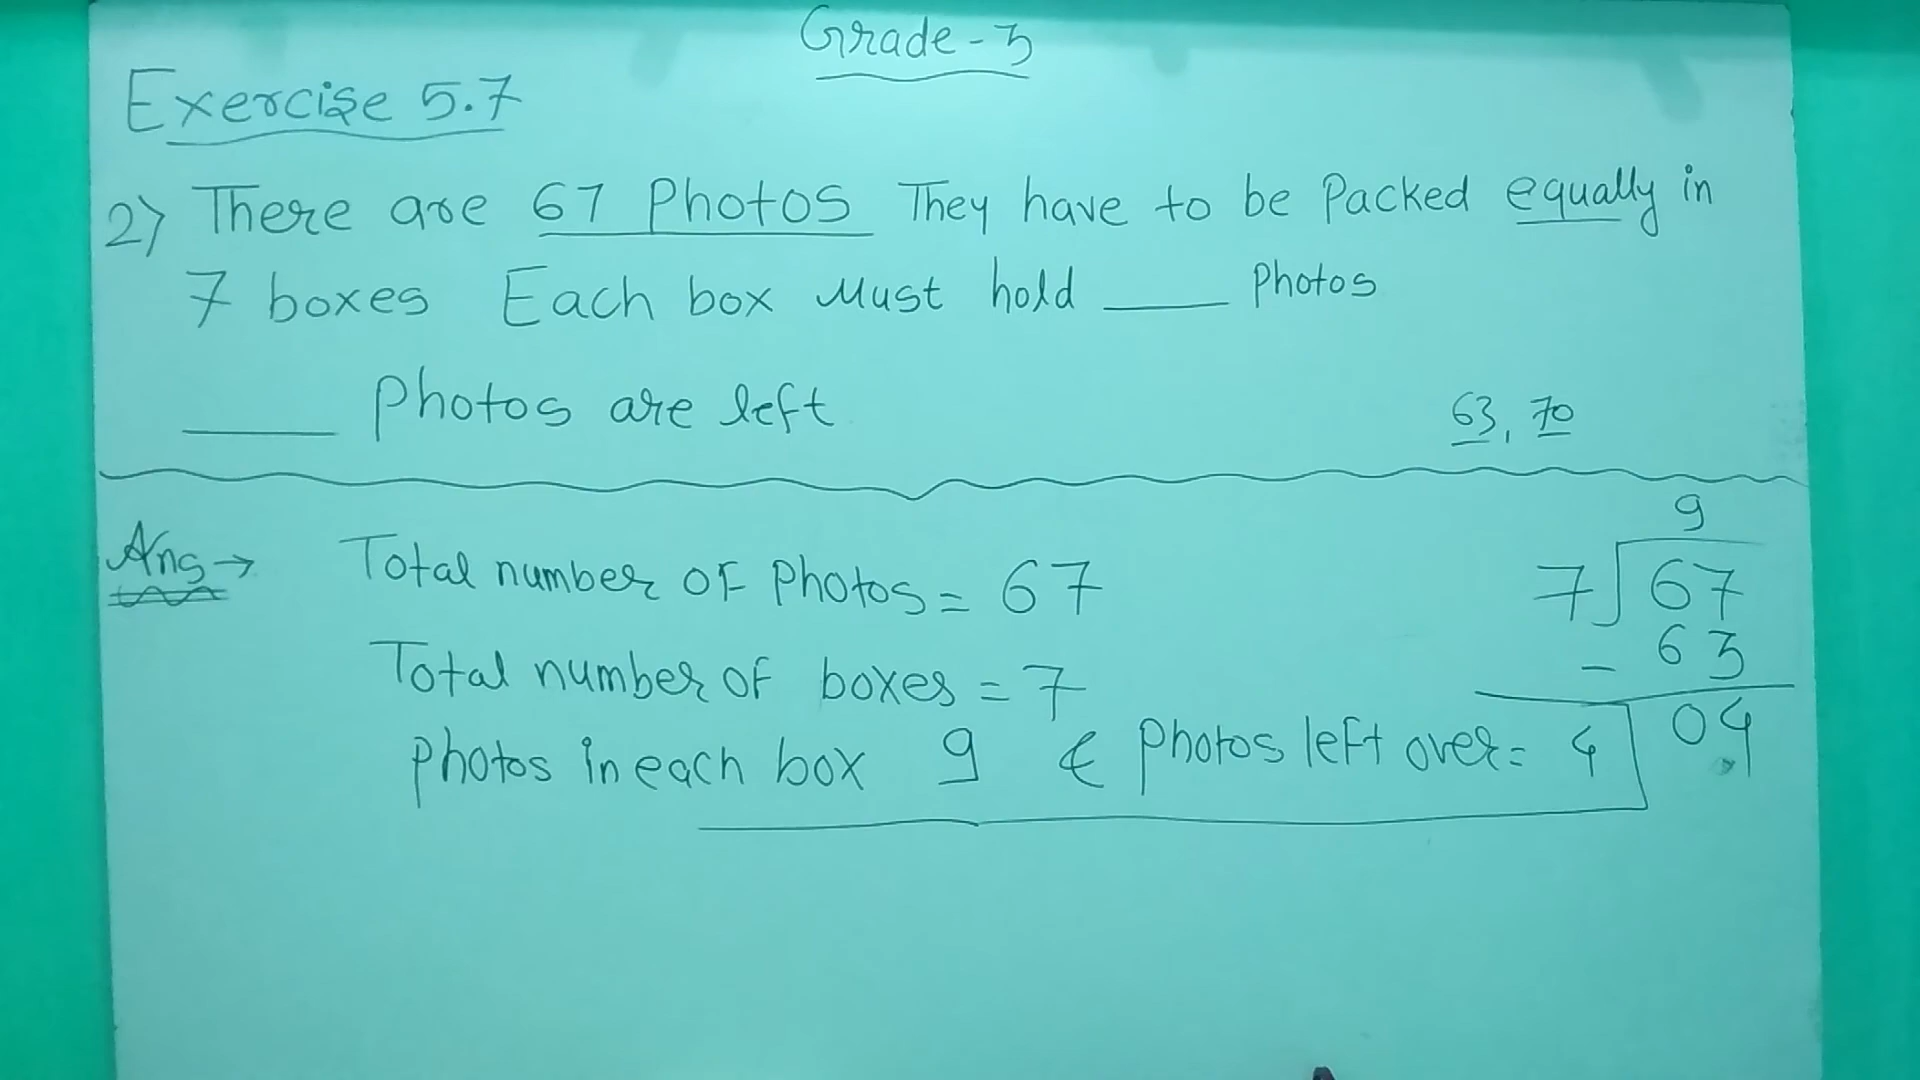 Grade-3
Exercise 5.7
2) There are 67 Photos They have to be Packed equally in
7 boxes Each box Must hold ____ Photos
____ Photos are left
63, 70
Ans→ Total number OF Photos = 67
Total number OF boxes = 7
Photos in each box 9 & Photos left over = 4
9
7 67
- 63
04